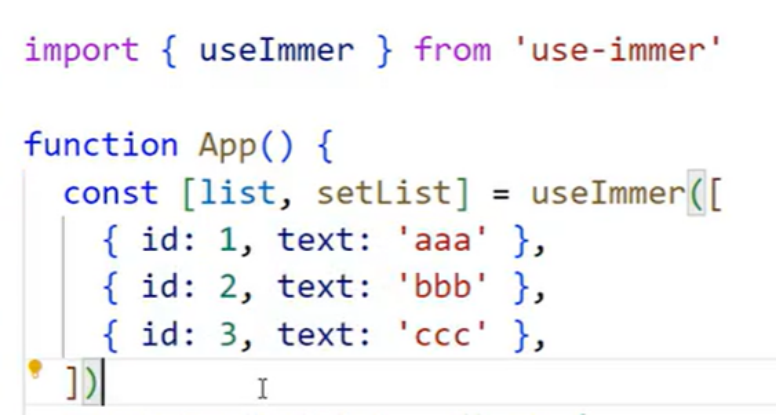 import { useImmer } from 'use-immer'
function App() {
const [list, setList] = useImmer([
{ id: 1, text: 'aaa' },
{ id: 2, text: 'bbb' },
{ id: 3, text: 'ccc' },
])